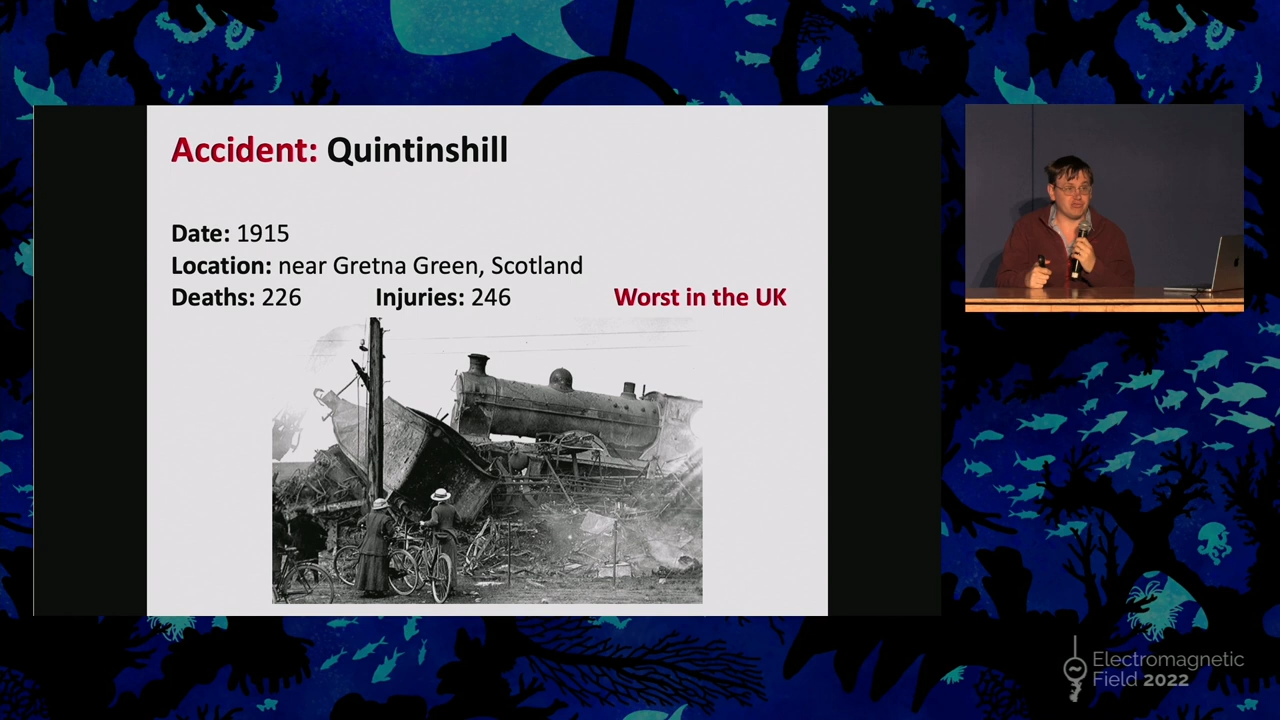 Accident: Quintinshill
Date: 1915
Location: near Gretna Green, Scotland
Deaths: 226 Injuries: 246 Worst in the UK
Electromagnetic
Field 2022